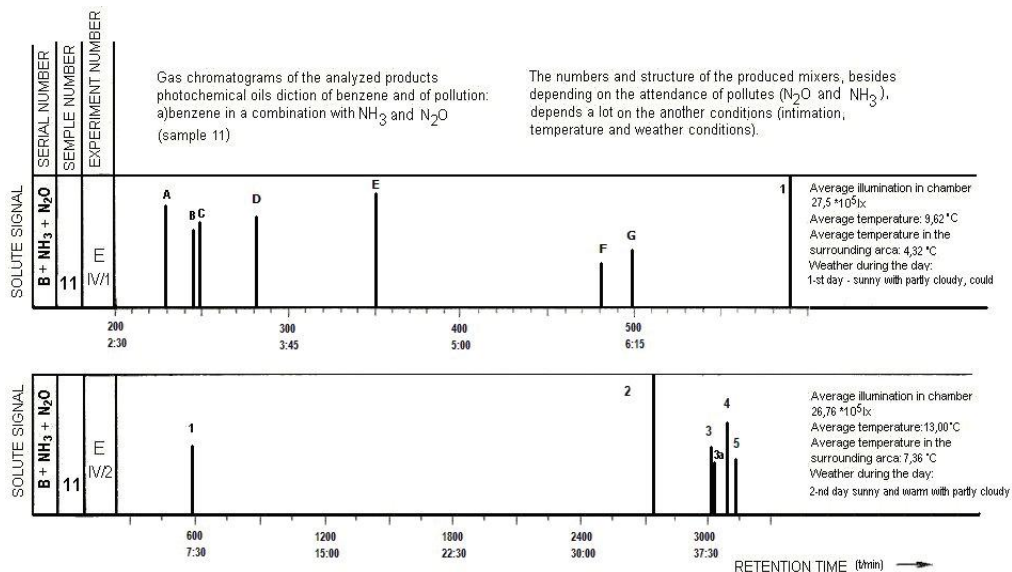 SERIAL NUMBER
SEMPLE NUMBER
EXPERIMENT NUMBER
Gas chromatograms of the analyzed products
photochemical oils diction of benzene and of pollution:
a)benzene in a combination with NH3 and N2O
(sample 11)
The numbers and structure of the produced mixers, besides
depending on the attendance of pollutes (N2O and NH3),
depends a lot on the another conditions (intimation,
temperature and weather conditions).
SOLUTE SIGNAL
B + NH3 + N2O
11
E
IV/1
A
B
C
D
E
F
G
1
Average illumination in chamber
27,5 *10^5lx
Average temperature: 9,62 °C
Average temperature in the
surrounding arca: 4,32 °C
Weather during the day:
1-st day - sunny with partly cloudy, could
200 300 400 500
2:30 3:45 5:00 6:15
SOLUTE SIGNAL
B + NH3 + N2O
11
E
IV/2
1
2
3
3a
4
5
Average illumination in chamber
26,76 *10^5lx
Average temperature:13,00°C
Average temperature in the
surrounding arca: 7,36 °C
Weather during the day:
2-nd day sunny and warm with partly cloudy
600 1200 1800 2400 3000
7:30 15:00 22:30 30:00 37:30
RETENTION TIME (t/min)